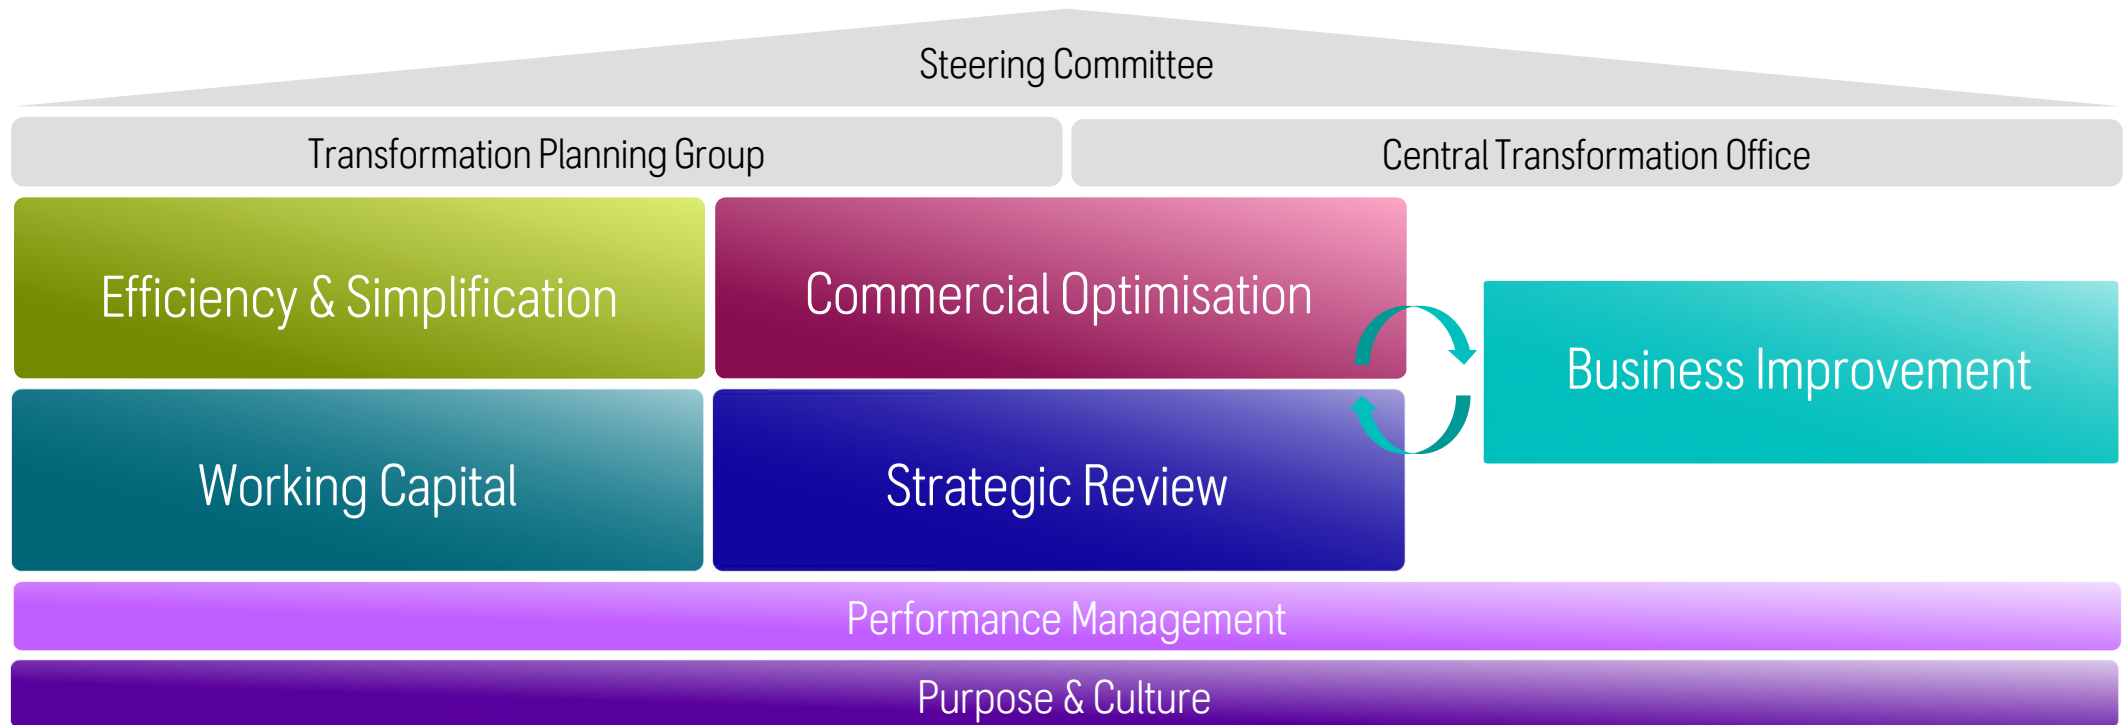 Steering Committee
Transformation Planning Group
Central Transformation Office
Efficiency & Simplification
Commercial Optimisation
Business Improvement
Working Capital
Strategic Review
Performance Management
Purpose & Culture